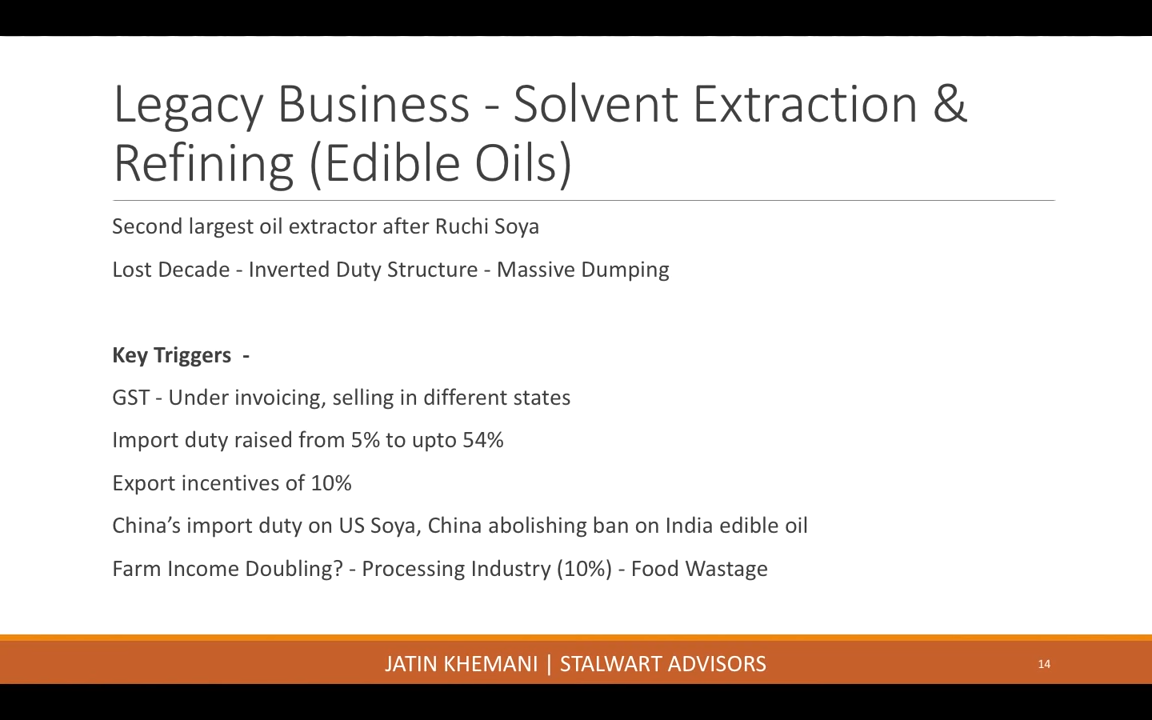 Legacy Business - Solvent Extraction &
Refining (Edible Oils)
Second largest oil extractor after Ruchi Soya
Lost Decade - Inverted Duty Structure - Massive Dumping
Key Triggers -
GST - Under invoicing, selling in different states
Import duty raised from 5% to upto 54%
Export incentives of 10%
China’s import duty on US Soya, China abolishing ban on India edible oil
Farm Income Doubling? - Processing Industry (10%) - Food Wastage
JATIN KHEMANI | STALWART ADVISORS
14